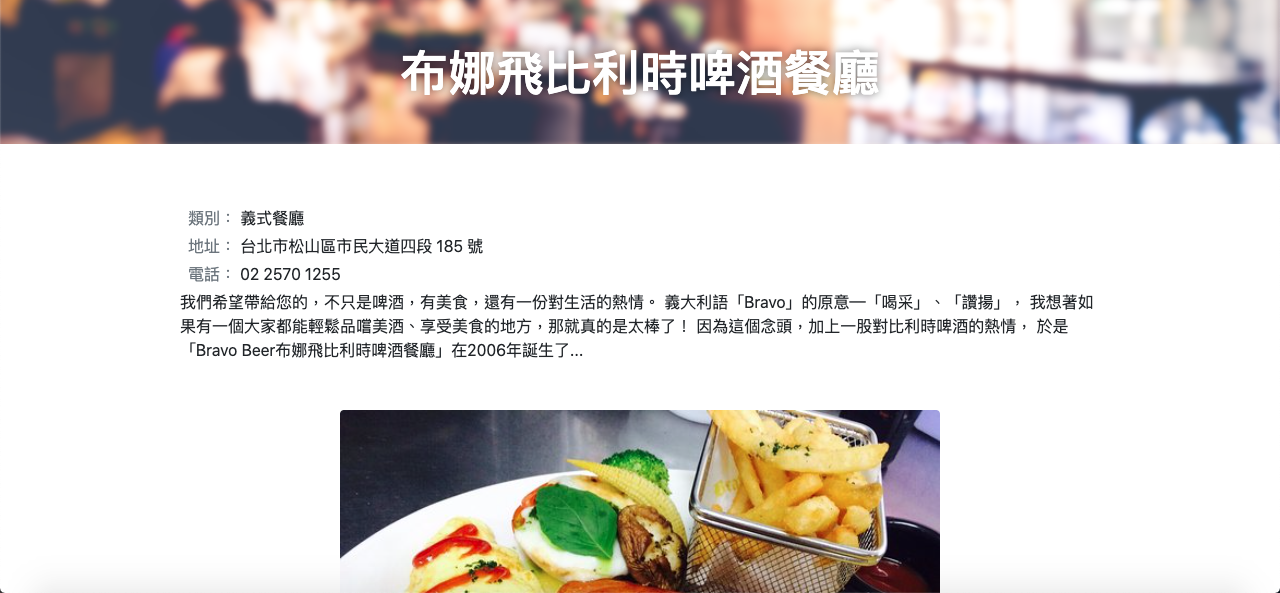 布娜飛比利時啤酒餐廳
類別： 義式餐廳
地址： 台北市松山區市民大道四段 185 號
電話： 02 2570 1255
我們希望帶給您的，不只是啤酒，有美食，還有一份對生活的熱情。 義大利語「Bravo」的原意—「喝采」、「讚揚」， 我想著如
果有一個大家都能輕鬆品嚐美酒、享受美食的地方，那就真的是太棒了！ 因為這個念頭，加上一股對比利時啤酒的熱情， 於是
「Bravo Beer布娜飛比利時啤酒餐廳」在2006年誕生了...